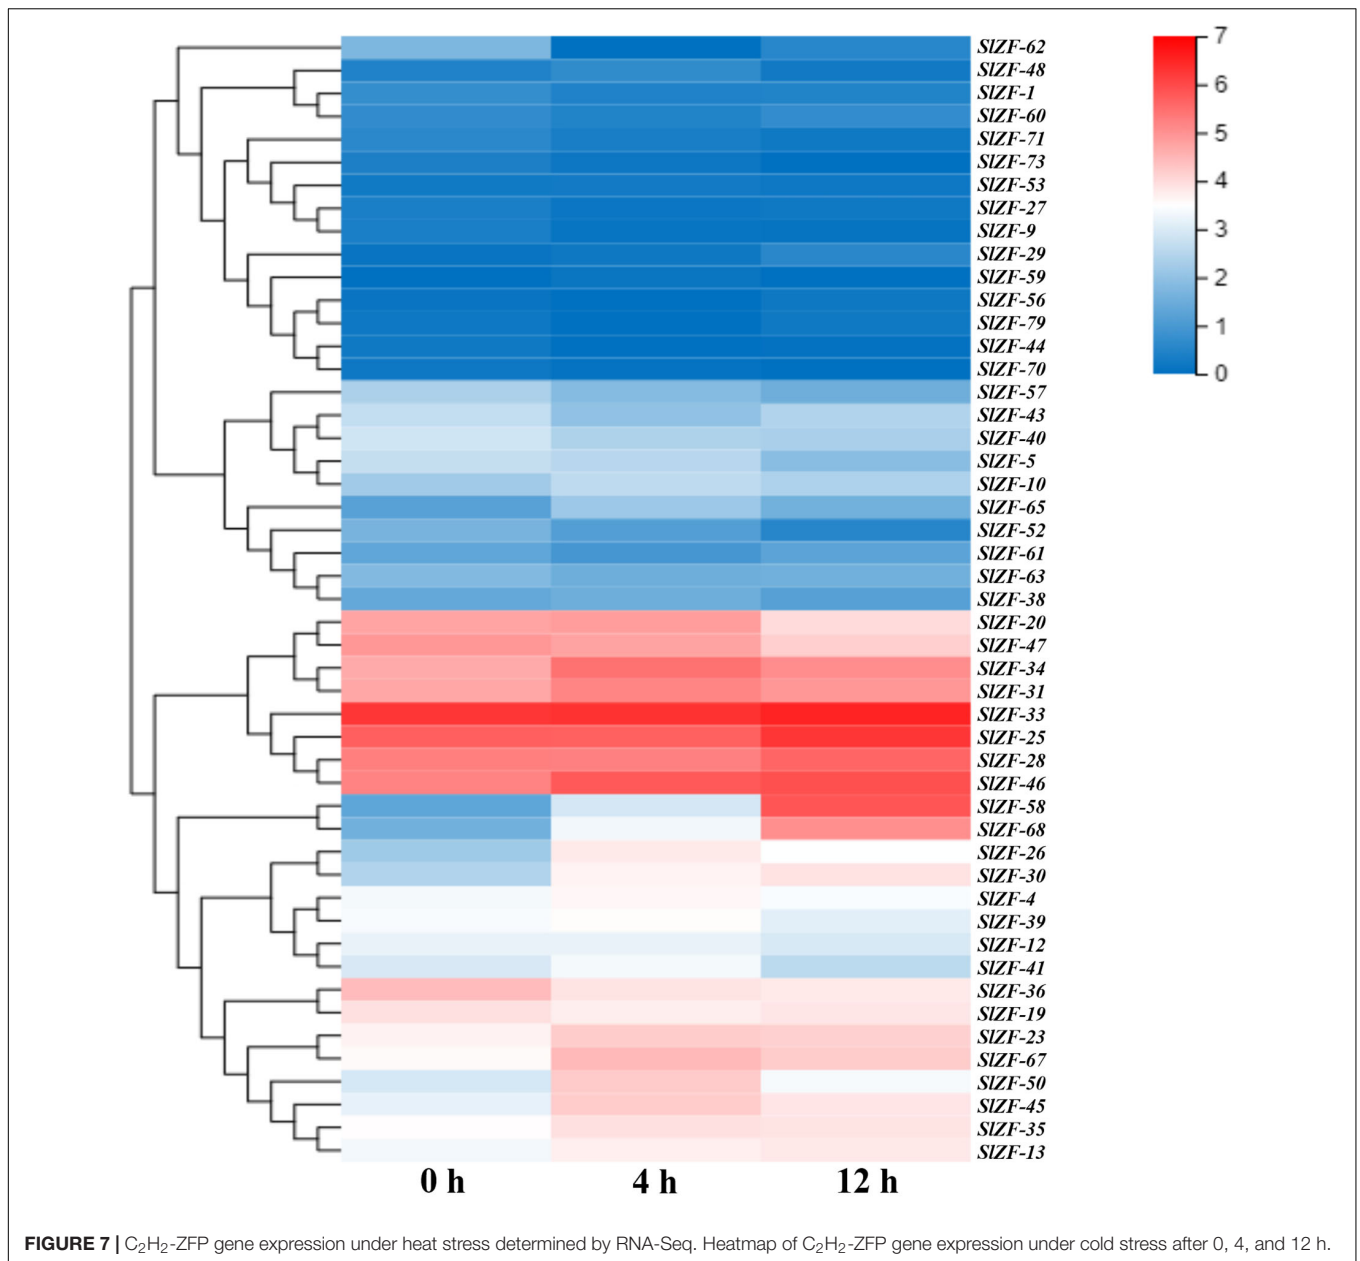 SlZF-62
SlZF-48
SlZF-1
SlZF-60
SlZF-71
SlZF-73
SlZF-53
SlZF-27
SlZF-9
SlZF-29
SlZF-59
SlZF-56
SlZF-79
SlZF-44
SlZF-70
SlZF-57
SlZF-43
SlZF-40
SlZF-5
SlZF-10
SlZF-65
SlZF-52
SlZF-61
SlZF-63
SlZF-38
SlZF-20
SlZF-47
SlZF-34
SlZF-31
SlZF-33
SlZF-25
SlZF-28
SlZF-46
SlZF-58
SlZF-68
SlZF-26
SlZF-30
SlZF-4
SlZF-39
SlZF-12
SlZF-41
SlZF-36
SlZF-19
SlZF-23
SlZF-67
SlZF-50
SlZF-45
SlZF-35
SlZF-13
7
6
5
4
3
2
1
0
0 h 4 h 12 h
FIGURE 7 | C₂H₂-ZFP gene expression under heat stress determined by RNA-Seq. Heatmap of C₂H₂-ZFP gene expression under cold stress after 0, 4, and 12 h.